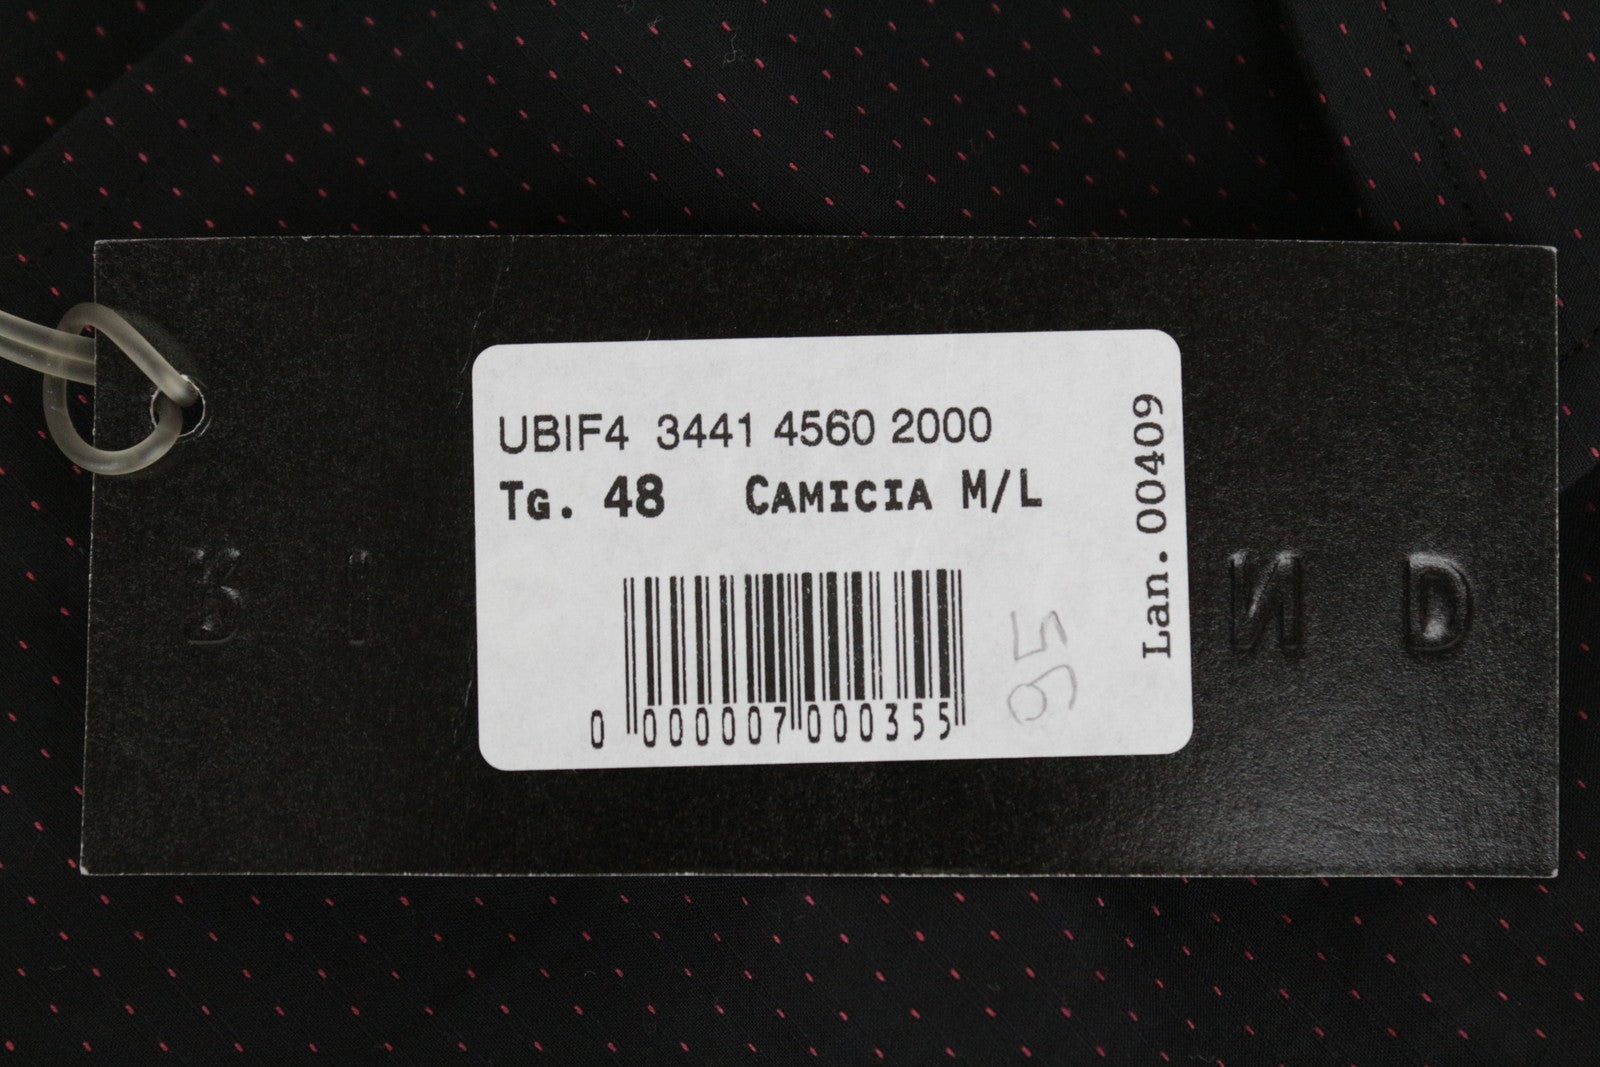 UBIF4 3441 4560 2000
TG. 48 CAMICIA M/L
0 000007 000355
95
Lan. 00409